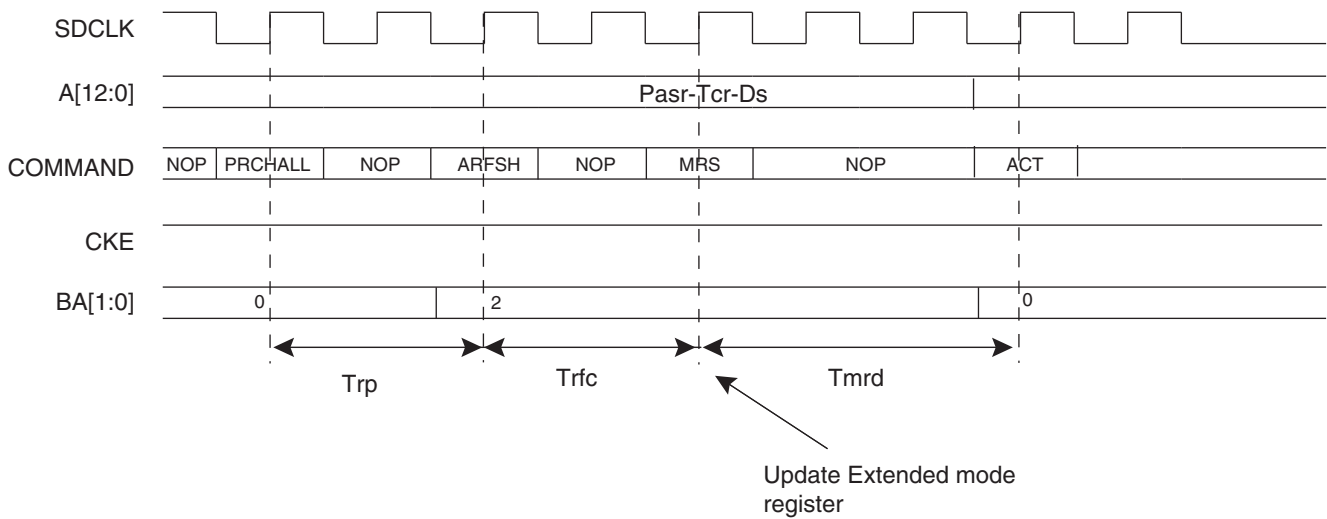 SDCLK
A[12:0]
Pasr-Tcr-Ds
COMMAND
NOP PRCHALL NOP ARFSH NOP MRS NOP ACT
CKE
BA[1:0]
0 2 0
Trp Trfc Tmrd
Update Extended mode
register